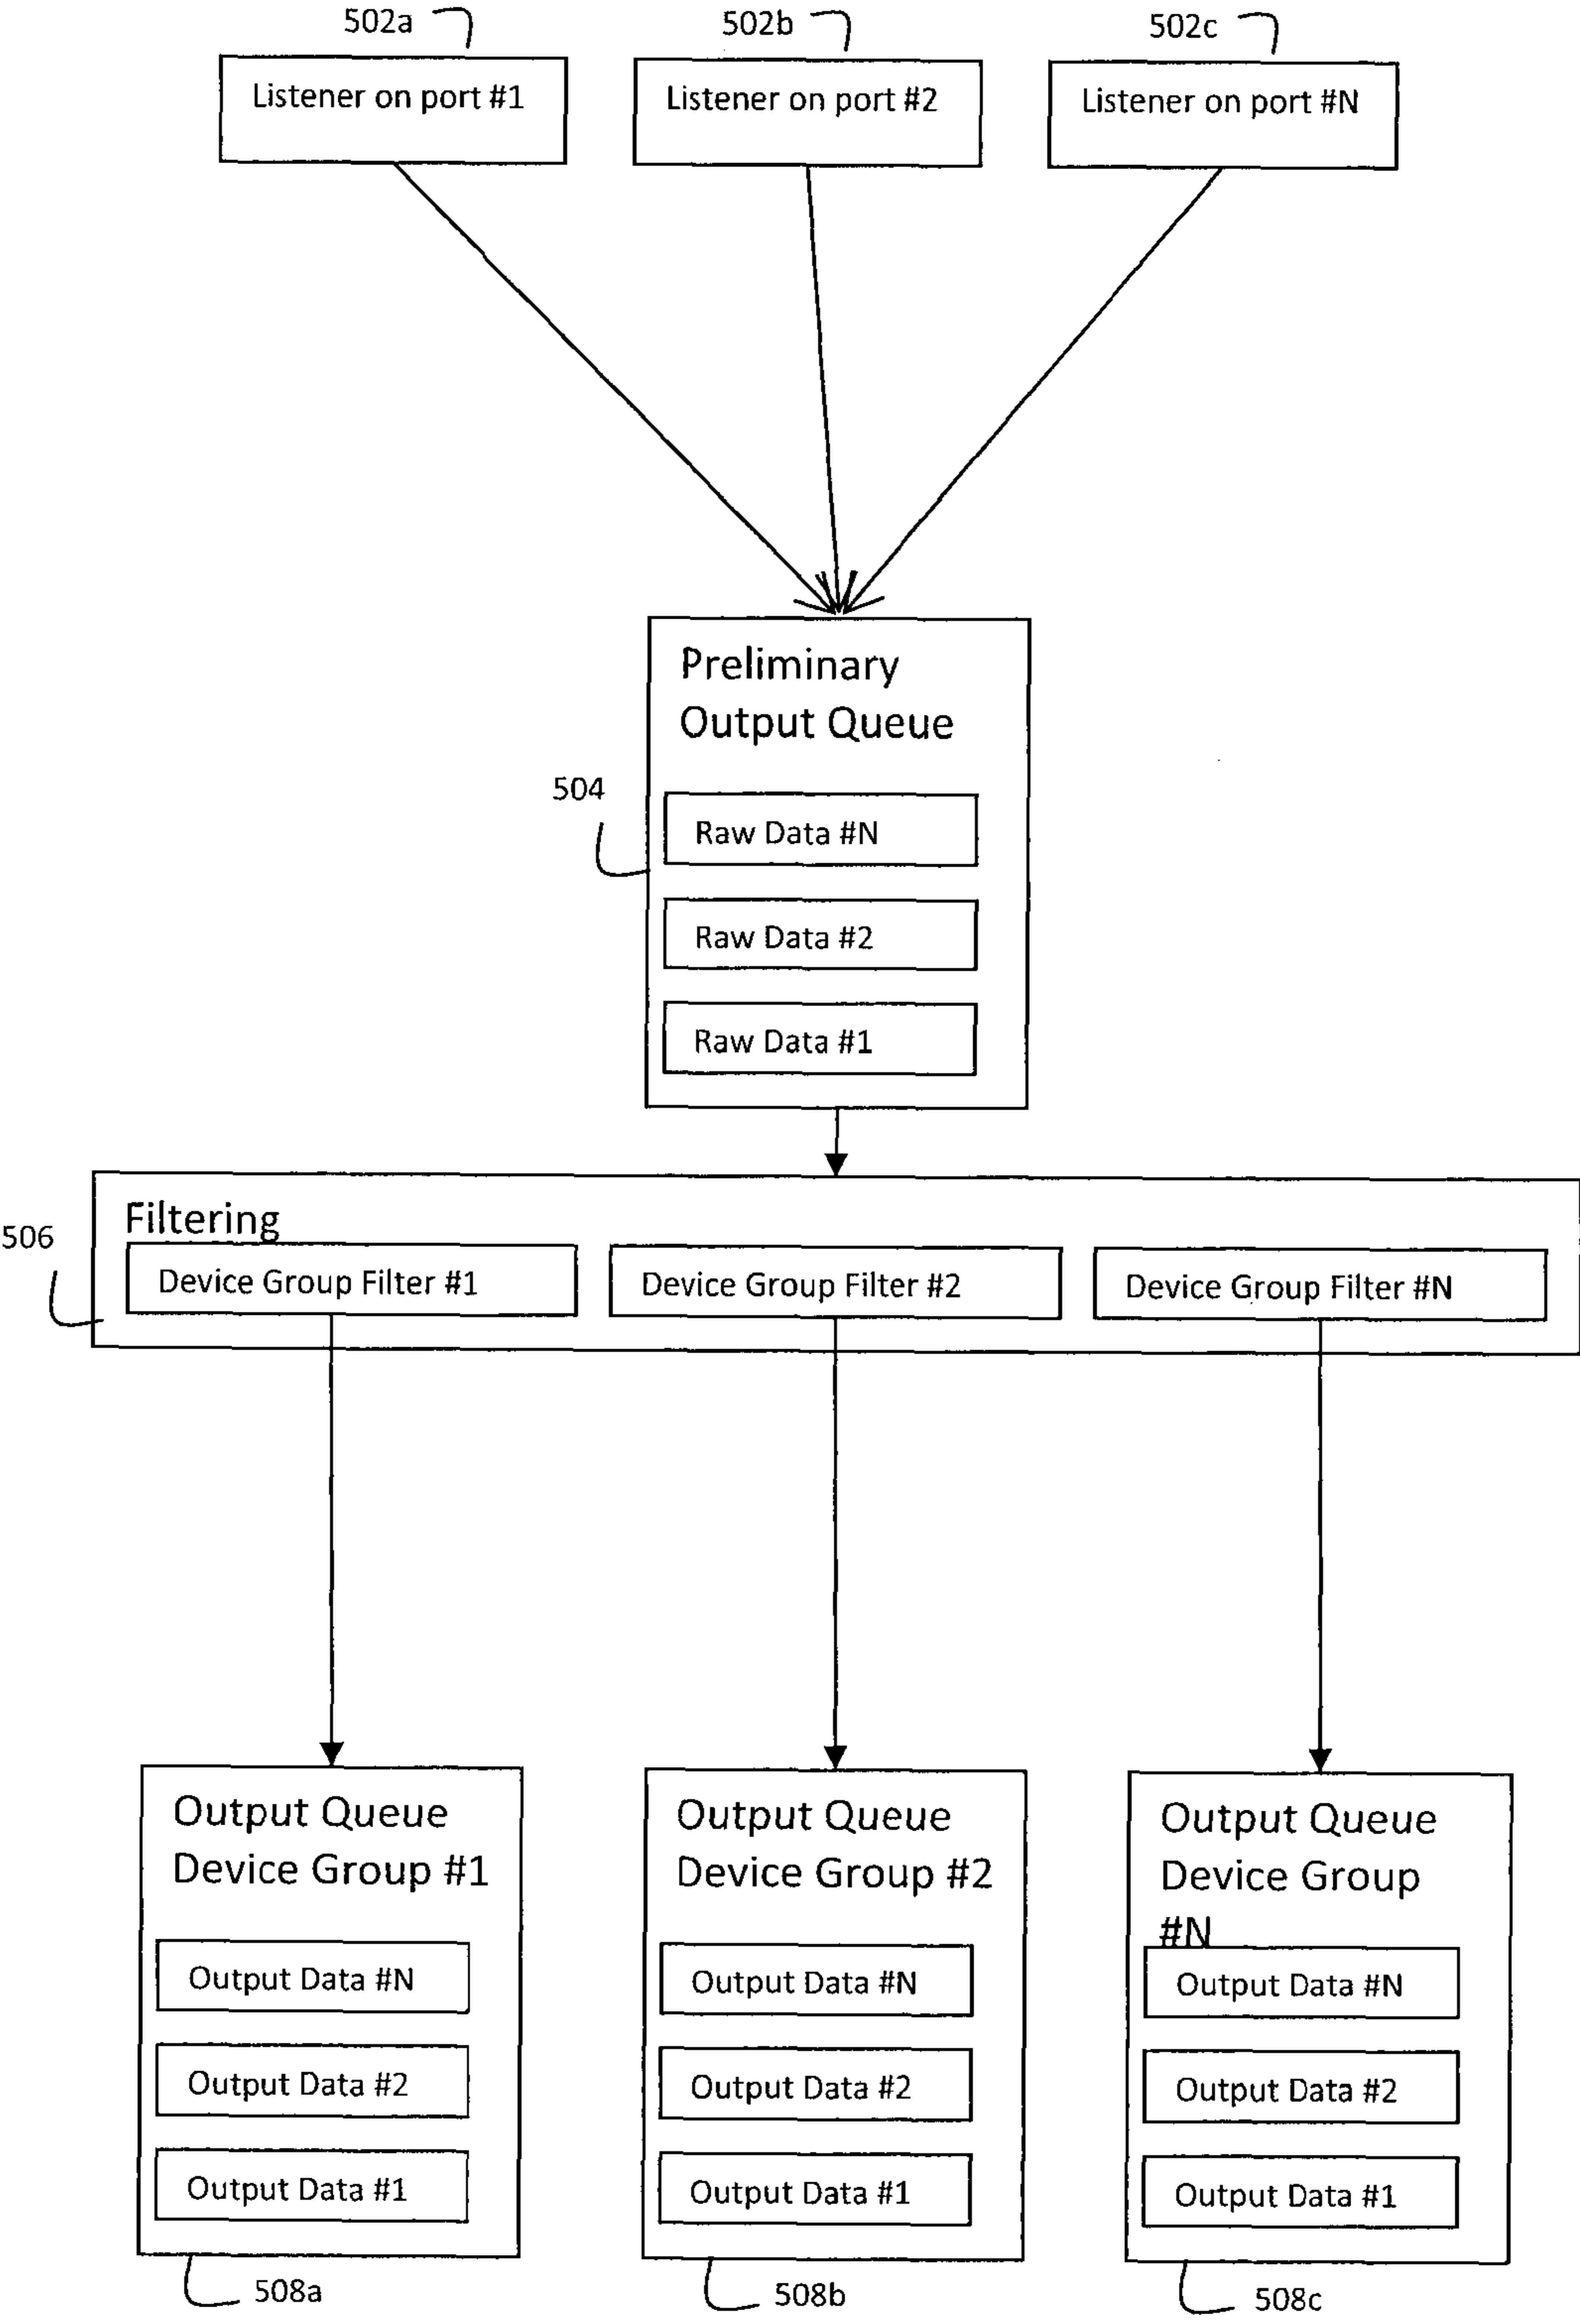 502a
502b
502c
Listener on port #1
Listener on port #2
Listener on port #N
Preliminary
Output Queue
504
Raw Data #N
Raw Data #2
Raw Data #1
506
Filtering
Device Group Filter #1
Device Group Filter #2
Device Group Filter #N
Output Queue
Device Group #1
Output Data #N
Output Data #2
Output Data #1
508a
Output Queue
Device Group #2
Output Data #N
Output Data #2
Output Data #1
508b
Output Queue
Device Group
#N
Output Data #N
Output Data #2
Output Data #1
508c